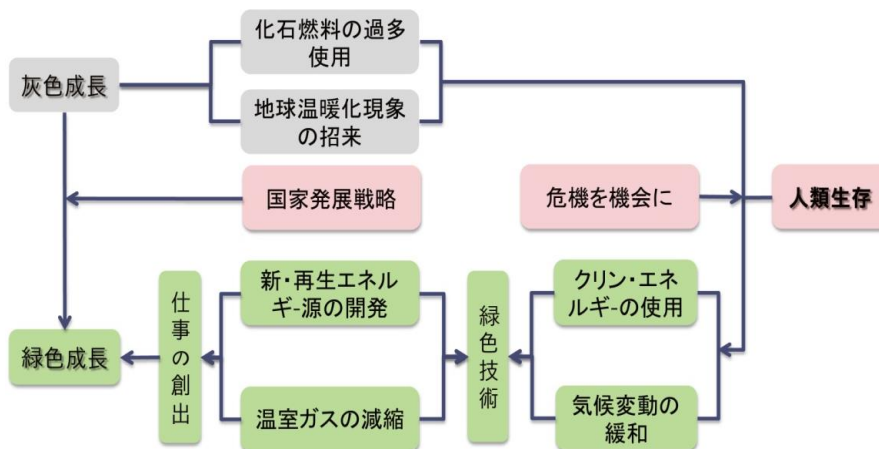 化石燃料の過多
使用
灰色成長
地球温暖化現象
の招来
国家発展戦略
危機を機会に
人類生存
仕事の創出
新・再生エネル
ギ-源の開発
緑色技術
クリン・エネ
ルギ-の使用
緑色成長
温室ガスの減縮
気候変動の
緩和